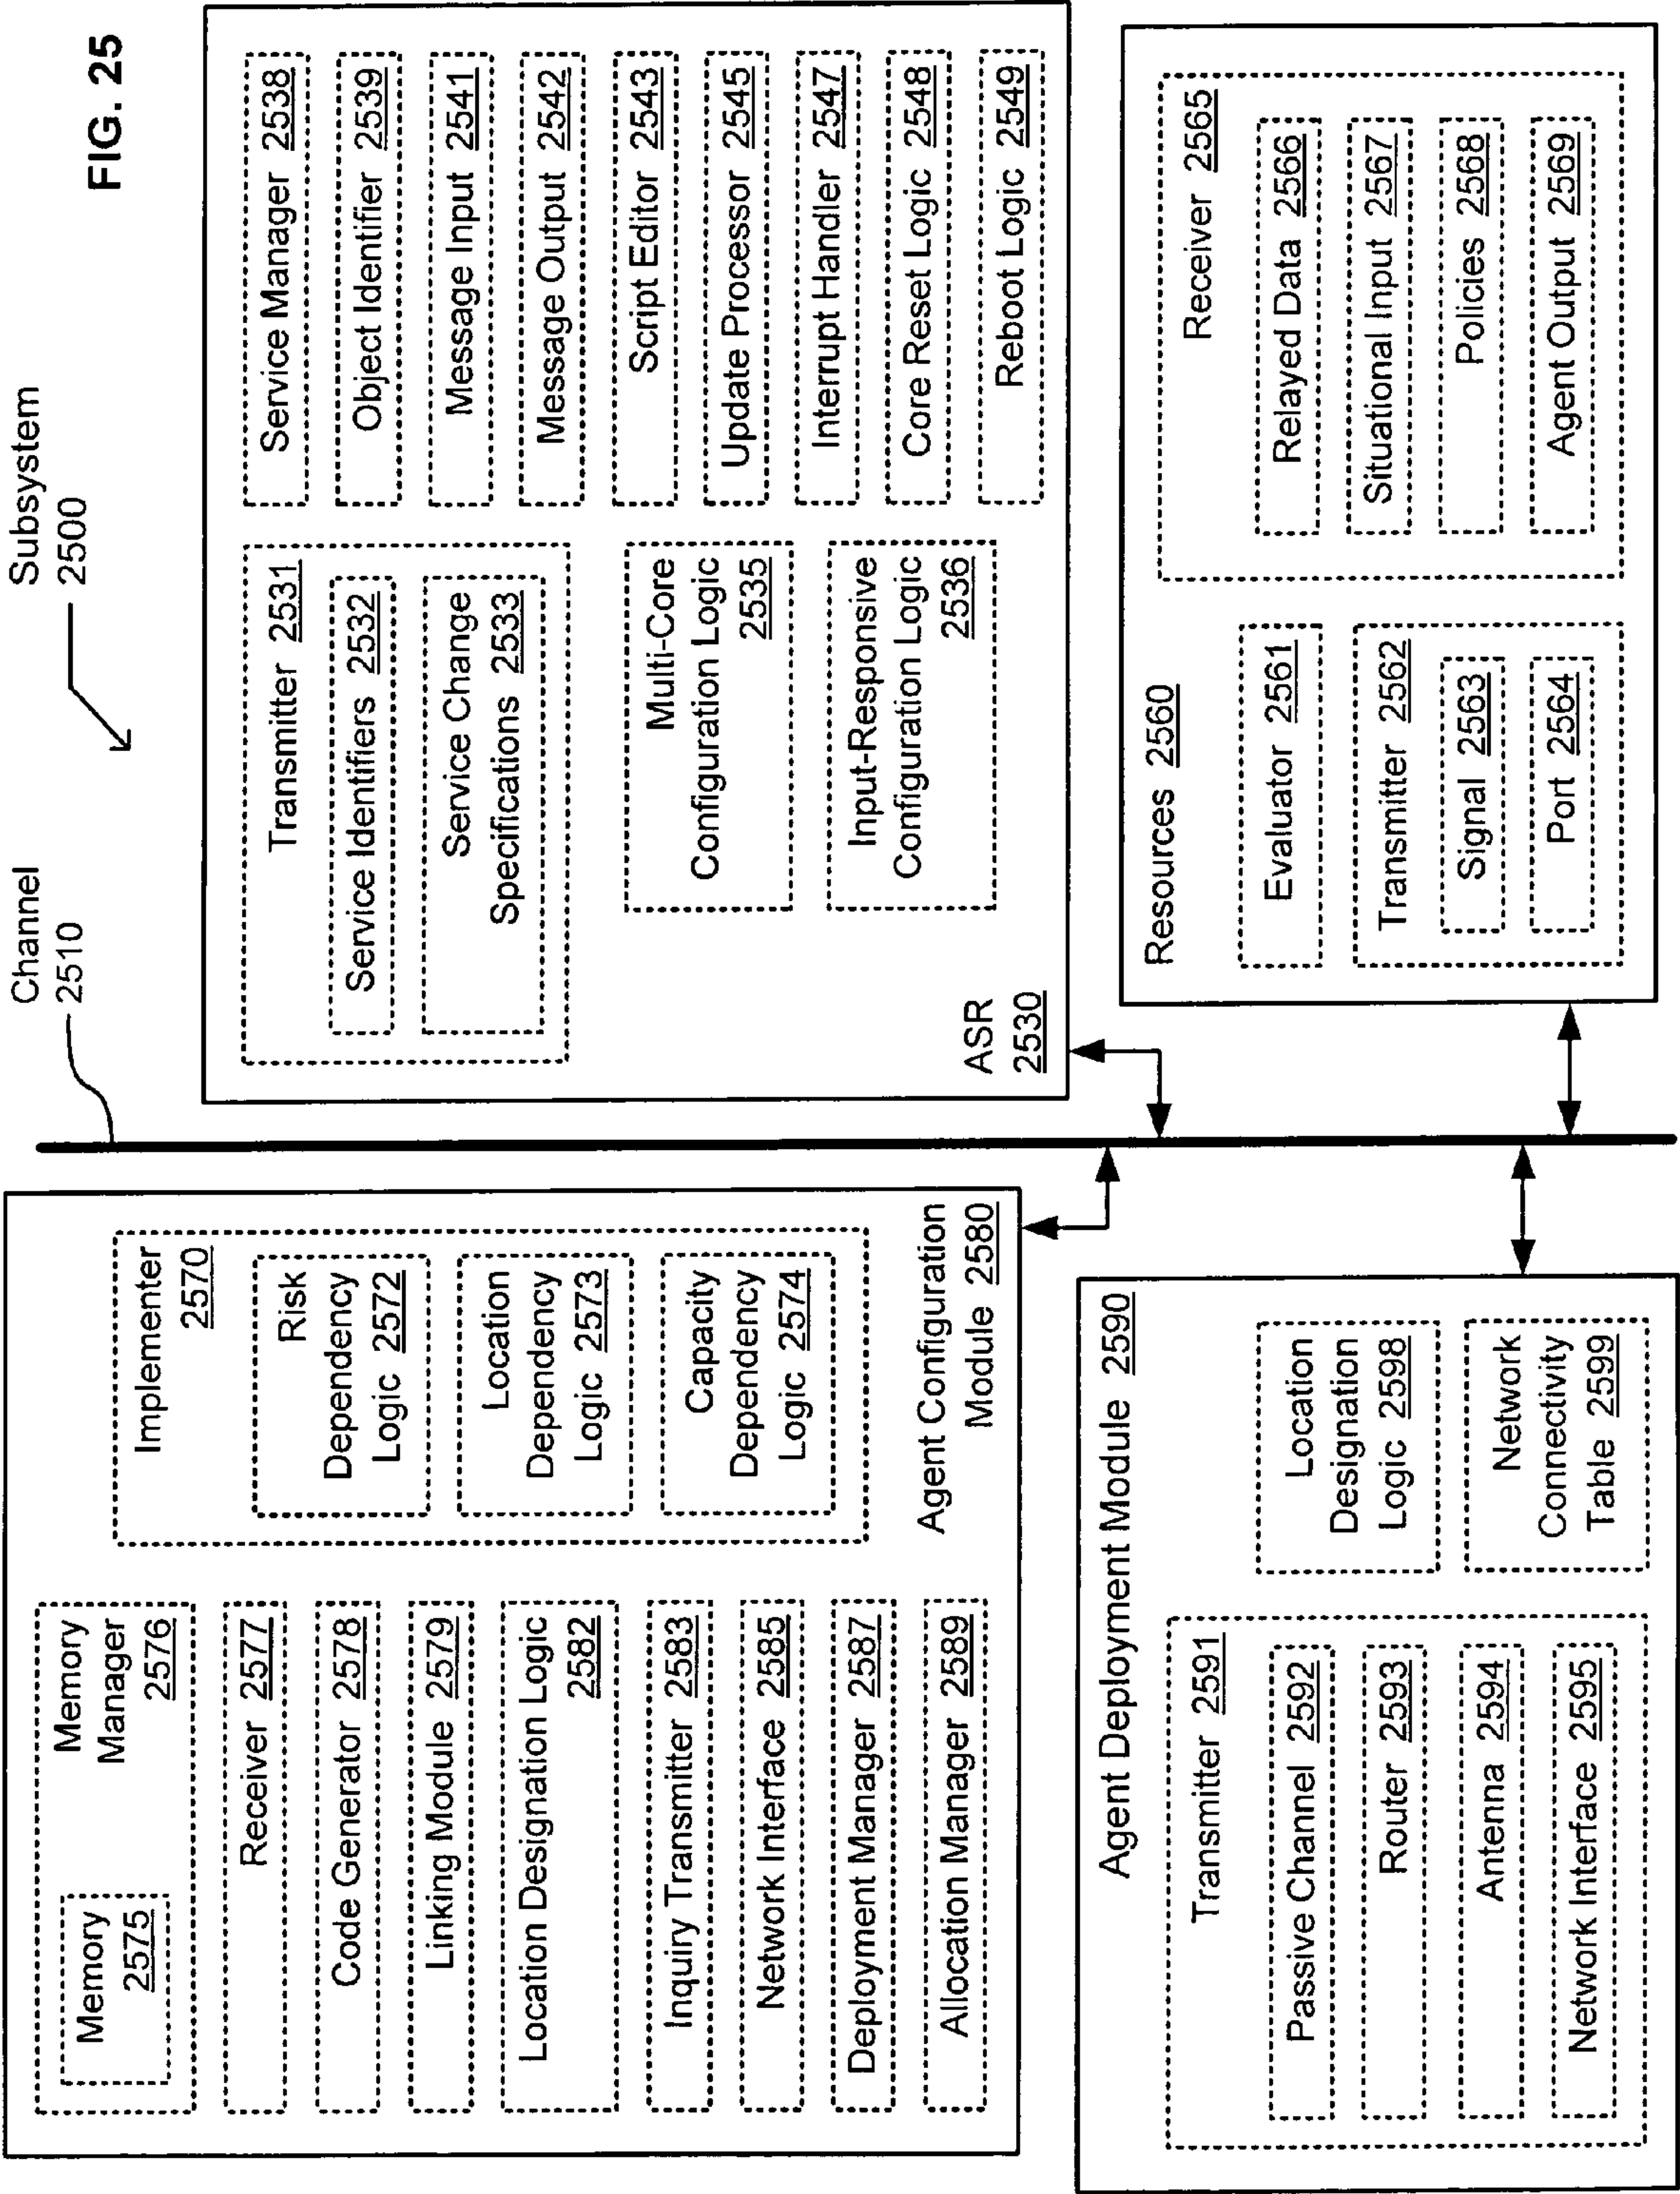 FIG. 25
Subsystem
2500
Channel
2510
Memory
Manager
2576
Memory
2575
Receiver 2577
Code Generator 2578
Linking Module 2579
Location Designation Logic
2582
Inquiry Transmitter 2583
Network Interface 2585
Deployment Manager 2587
Allocation Manager 2589
Implementer
2570
Risk
Dependency
Logic 2572
Location
Dependency
Logic 2573
Capacity
Dependency
Logic 2574
Agent Configuration
Module 2580
Transmitter 2531
Service Identifiers 2532
Service Change
Specifications 2533
Multi-Core
Configuration Logic
2535
Input-Responsive
Configuration Logic
2536
ASR
2530
Service Manager 2538
Object Identifier 2539
Message Input 2541
Message Output 2542
Script Editor 2543
Update Processor 2545
Interrupt Handler 2547
Core Reset Logic 2548
Reboot Logic 2549
Agent Deployment Module 2590
Transmitter 2591
Passive Channel 2592
Router 2593
Antenna 2594
Network Interface 2595
Location
Designation
Logic 2598
Network
Connectivity
Table 2599
Resources 2560
Evaluator 2561
Transmitter 2562
Signal 2563
Port 2564
Receiver 2565
Relayed Data 2566
Situational Input 2567
Policies 2568
Agent Output 2569